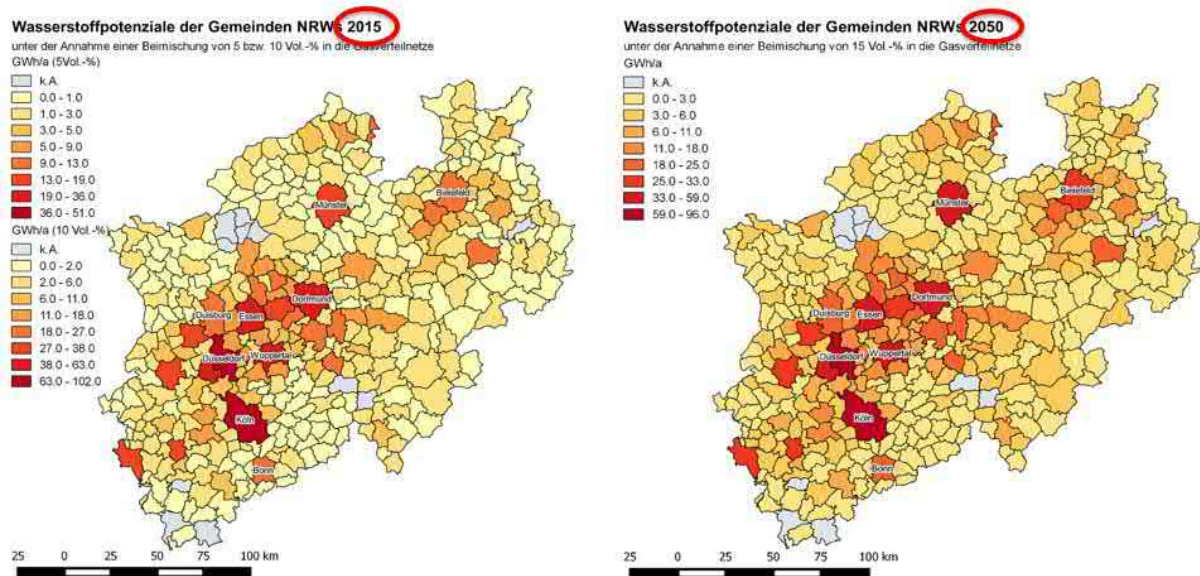 Wasserstoffpotenziale der Gemeinden NRWs 2015
unter der Annahme einer Beimischung von 5 bzw. 10 Vol.-% in die Gasverteilnetze
GWh/a (5Vol.-%)
k.A.
0.0 - 1.0
1.0 - 3.0
3.0 - 5.0
5.0 - 9.0
9.0 - 13.0
13.0 - 19.0
19.0 - 36.0
36.0 - 51.0
GWh/a (10 Vol.-%)
k.A.
0.0 - 2.0
2.0 - 6.0
6.0 - 11.0
11.0 - 18.0
18.0 - 27.0
27.0 - 38.0
38.0 - 63.0
63.0 - 102.0
Münster
Bielefeld
Dortmund
Duisburg
Essen
Düsseldorf
Wuppertal
Köln
Bonn
25 0 25 50 75 100 km
Wasserstoffpotenziale der Gemeinden NRWs 2050
unter der Annahme einer Beimischung von 15 Vol.-% in die Gasverteilnetze
GWh/a
k.A.
0.0 - 3.0
3.0 - 6.0
6.0 - 11.0
11.0 - 18.0
18.0 - 25.0
25.0 - 33.0
33.0 - 59.0
59.0 - 96.0
Münster
Bielefeld
Dortmund
Duisburg
Essen
Düsseldorf
Wuppertal
Köln
Bonn
25 0 25 50 75 100 km